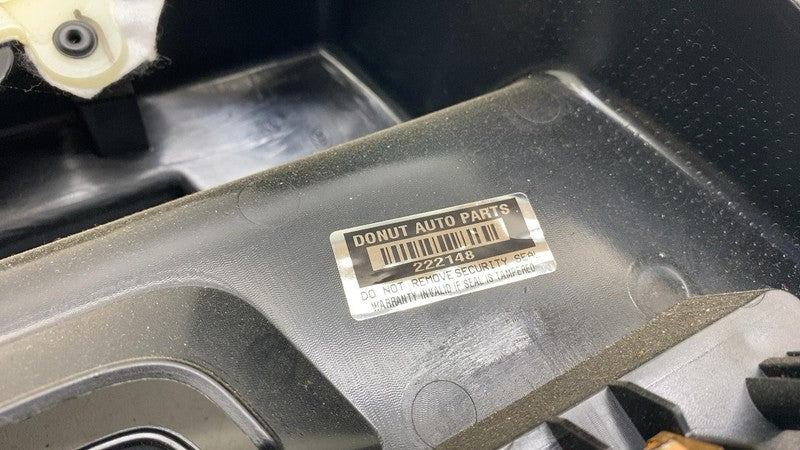 DONUT AUTO PARTS
222148
DO NOT REMOVE SECURITY SEAL
WARRANTY INVALID IF SEAL IS TAMPERED